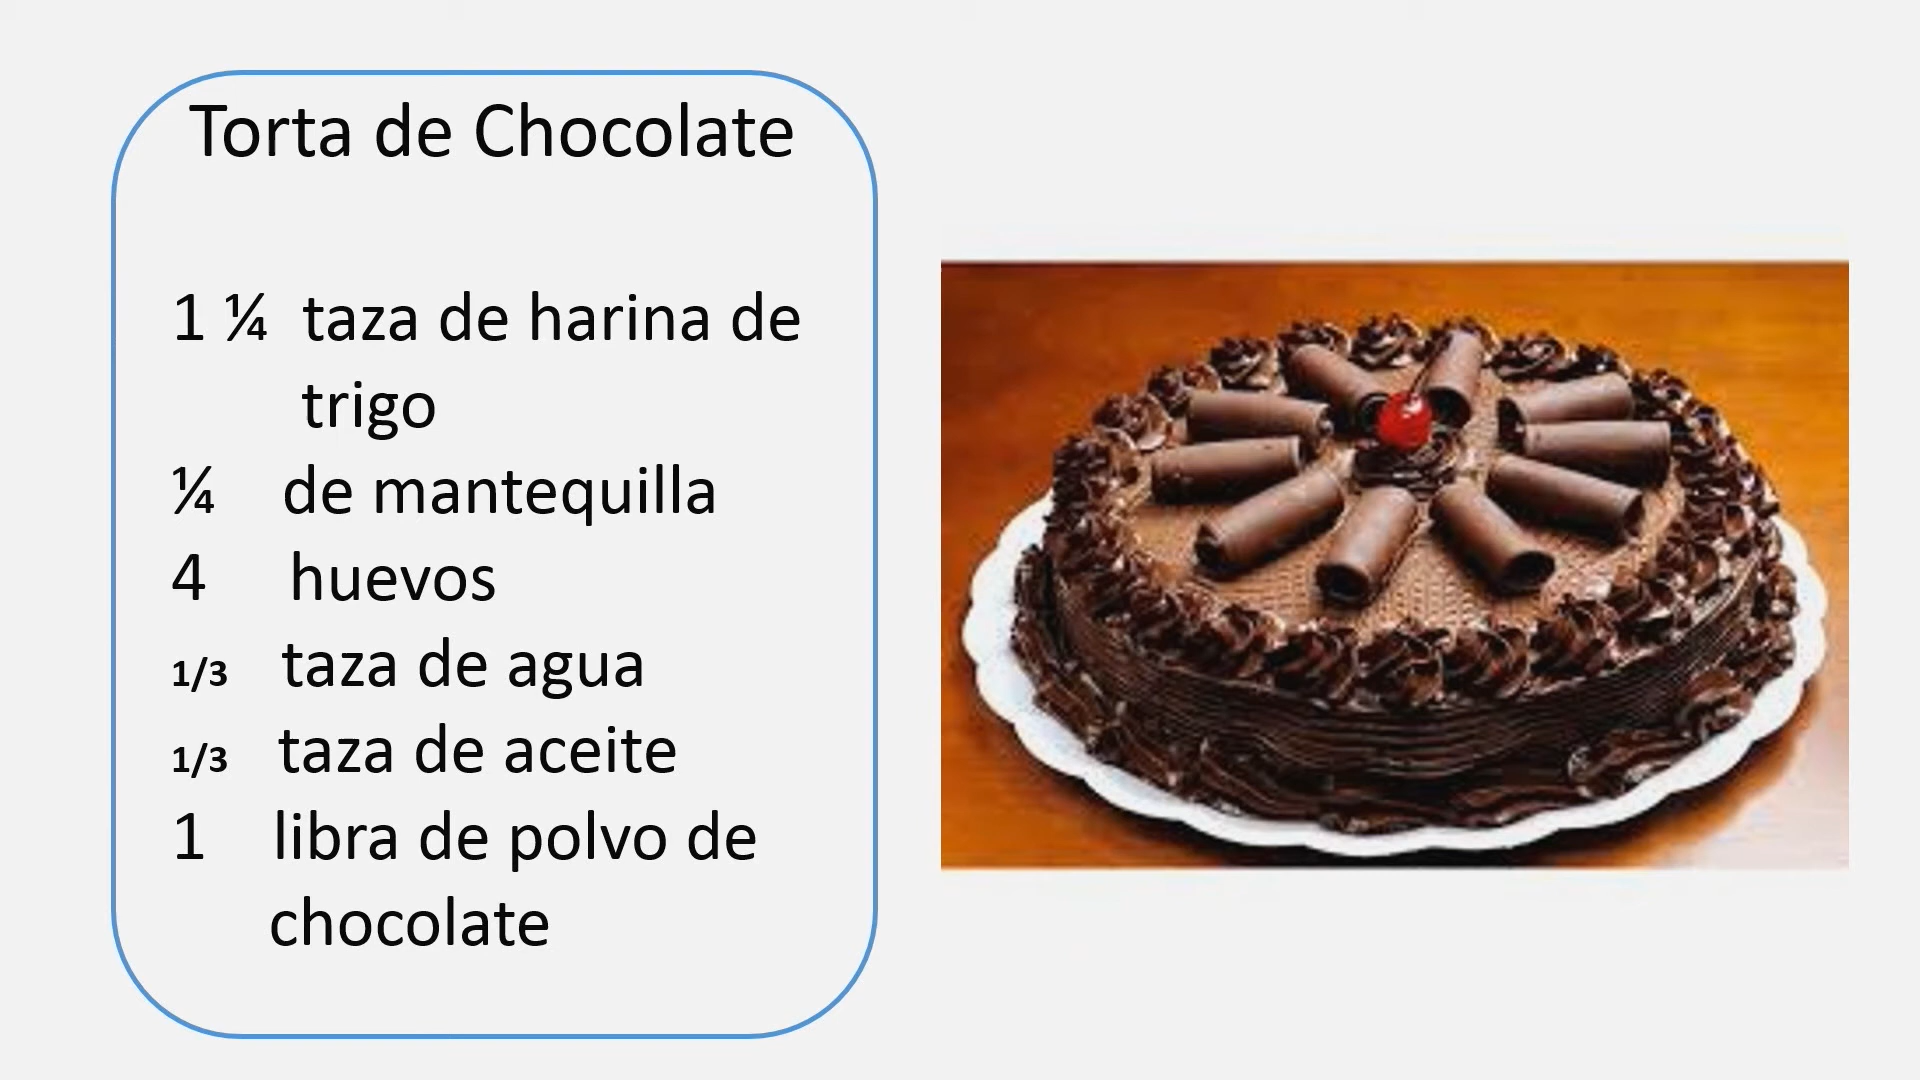 Torta de Chocolate
1 ¼ taza de harina de
trigo
¼ de mantequilla
4 huevos
1/3 taza de agua
1/3 taza de aceite
1 libra de polvo de
chocolate